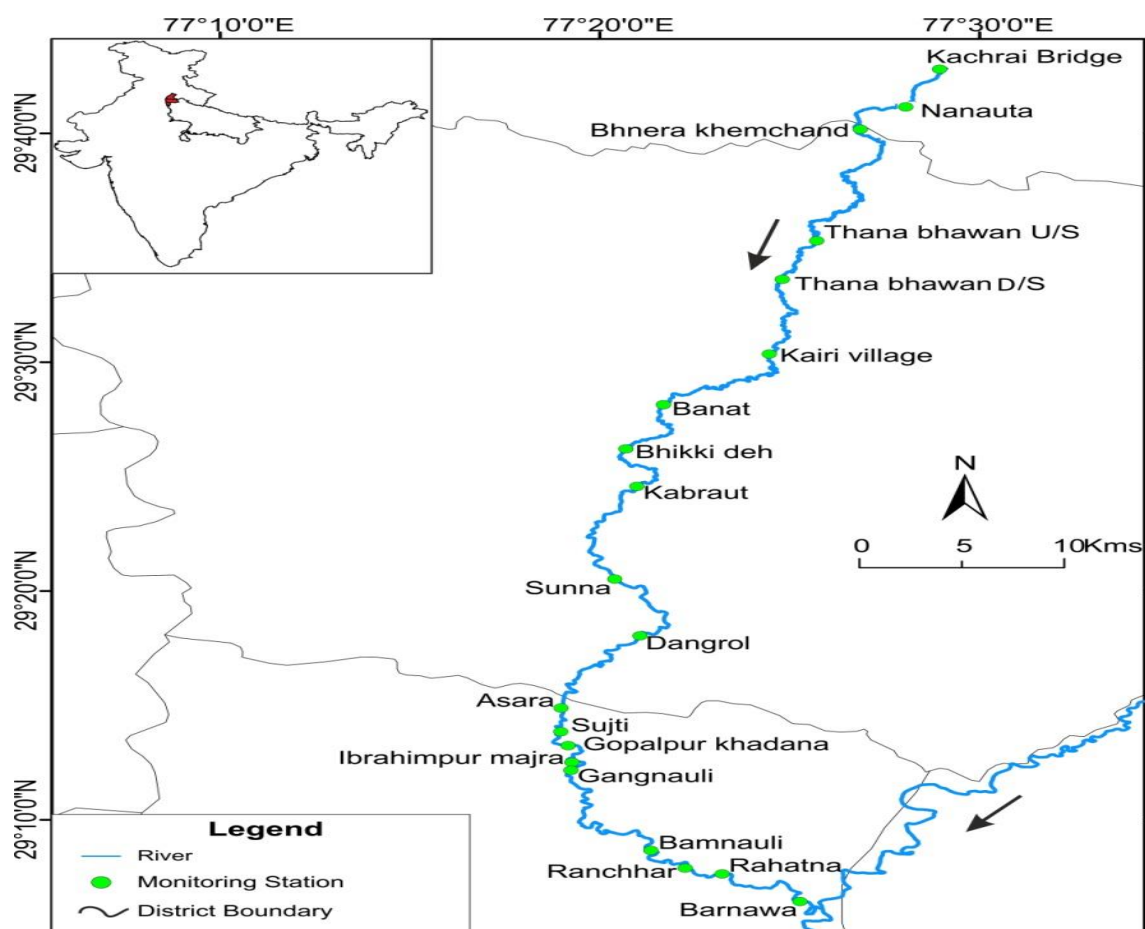 77°10'0"E 77°20'0"E 77°30'0"E
Kachrai Bridge
Nanauta
29°40'0"N
Bhnera khemchand
Thana bhawan U/S
Thana bhawan D/S
29°30'0"N
Kairi village
Banat
Bhikki deh
N
Kabraut
0 5 10Kms
29°20'0"N
Sunna
Dangrol
Asara
Sujti
Gopalpur khadana
Ibrahimpur majra
Gangnauli
29°10'0"N
Legend
River
Monitoring Station
District Boundary
Bamnauli
Ranchhar
Rahatna
Barnawa